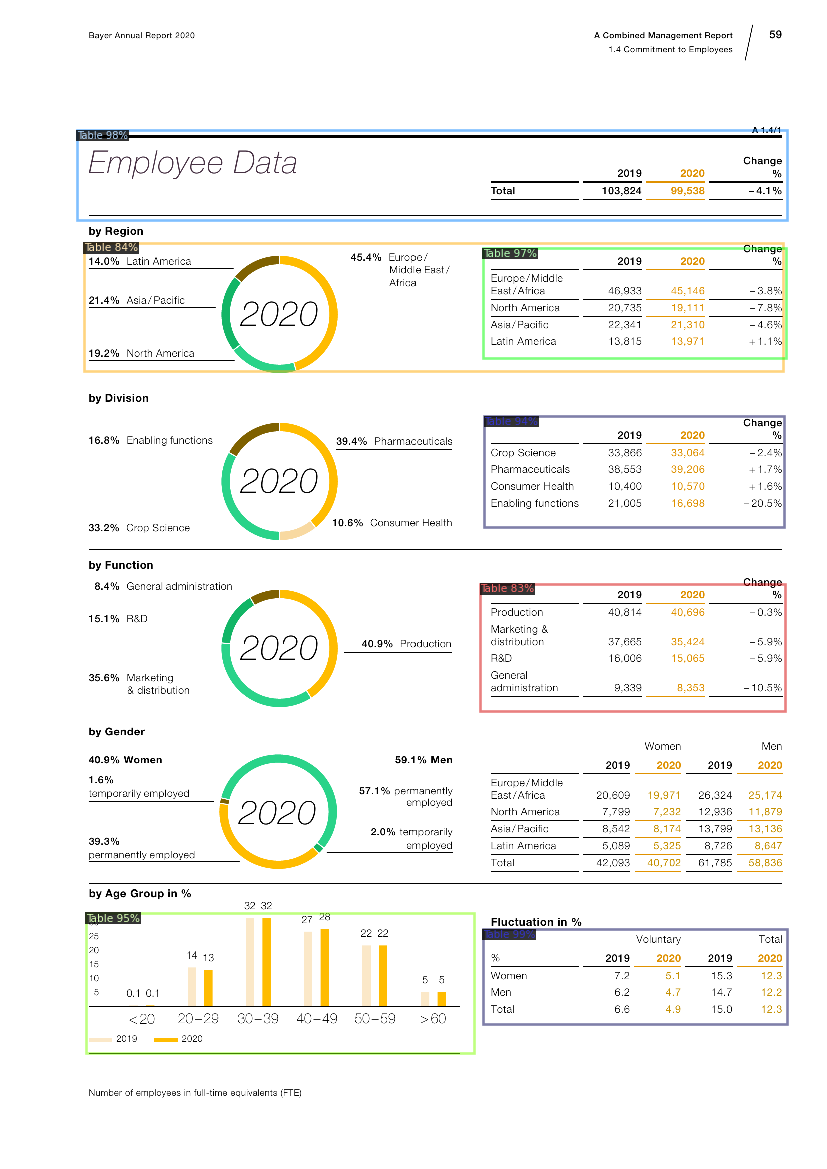 Bayer Annual Report 2020
A Combined Management Report
1.4 Commitment to Employees
59
A 1.4/1
Table 98%
Employee Data
2019 2020 Change %
Total 103,824 99,538 – 4.1%
by Region
Table 84%
14.0% Latin America
21.4% Asia/Pacific
19.2% North America
2020
45.4% Europe/
Middle East/
Africa
Table 97%
2019 2020 Change %
Europe/Middle
East/Africa 46,933 45,146 – 3.8%
North America 20,735 19,111 – 7.8%
Asia/Pacific 22,341 21,310 – 4.6%
Latin America 13,815 13,971 + 1.1%
by Division
16.8% Enabling functions
33.2% Crop Science
2020
39.4% Pharmaceuticals
10.6% Consumer Health
Table 94%
2019 2020 Change %
Crop Science 33,866 33,064 – 2.4%
Pharmaceuticals 38,553 39,206 + 1.7%
Consumer Health 10,400 10,570 + 1.6%
Enabling functions 21,005 16,698 – 20.5%
by Function
8.4% General administration
15.1% R&D
35.6% Marketing
& distribution
2020
40.9% Production
Table 83%
2019 2020 Change %
Production 40,814 40,696 – 0.3%
Marketing &
distribution 37,665 35,424 – 5.9%
R&D 16,006 15,065 – 5.9%
General
administration 9,339 8,353 – 10.5%
by Gender
40.9% Women
1.6%
temporarily employed
39.3%
permanently employed
2020
59.1% Men
57.1% permanently
employed
2.0% temporarily
employed
Women Men
2019 2020 2019 2020
Europe/Middle
East/Africa 20,609 19,971 26,324 25,174
North America 7,799 7,232 12,936 11,879
Asia/Pacific 8,542 8,174 13,799 13,136
Latin America 5,089 5,325 8,726 8,647
Total 42,093 40,702 61,785 58,836
by Age Group in %
Table 95%
32 32
27 28
22 22
14 13
5 5
0.1 0.1
25
20
15
10
5
<20 20–29 30–39 40–49 50–59 >60
2019 2020
Fluctuation in %
Voluntary Total
% 2019 2020 2019 2020
Women 7.2 5.1 15.3 12.3
Men 6.2 4.7 14.7 12.2
Total 6.6 4.9 15.0 12.3
Number of employees in full-time equivalents (FTE)